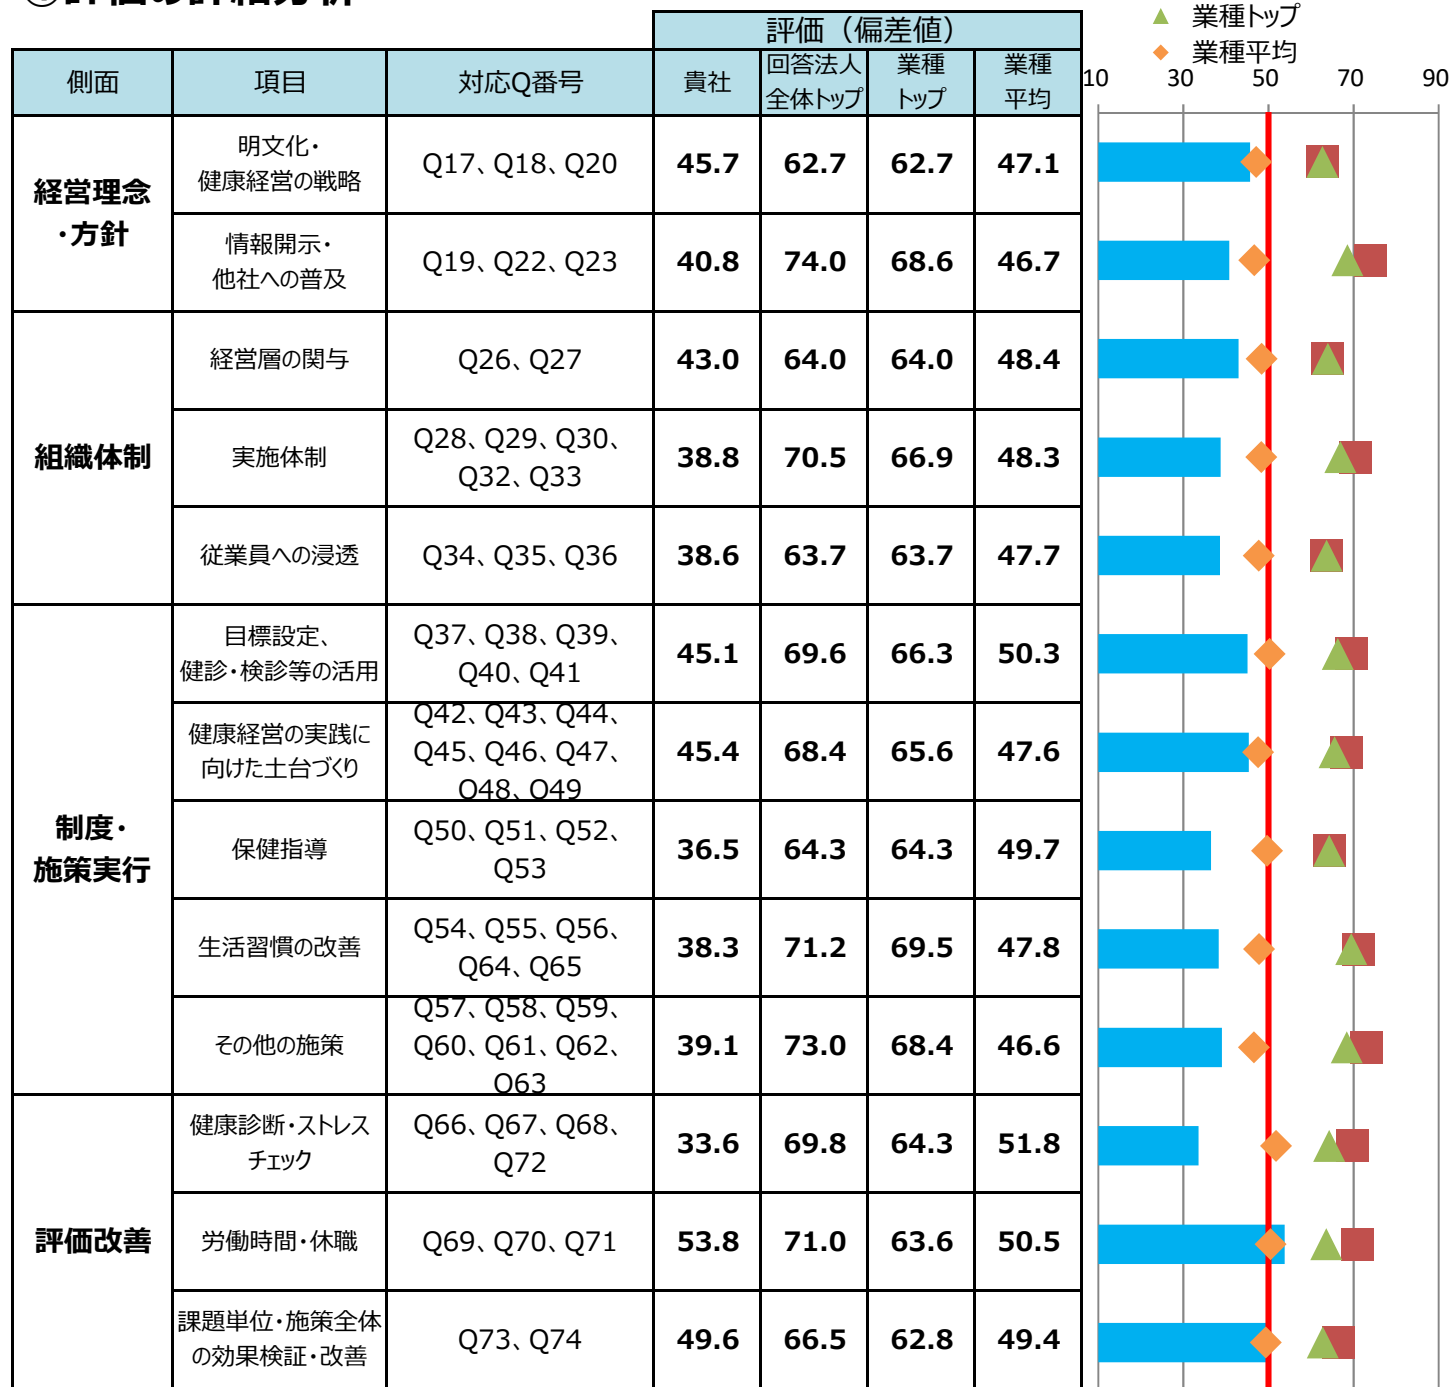 ①評価の詳細分析
▲ 業種トップ
◆ 業種平均
評価（偏差値）
側面 項目 対応Q番号 貴社 回答法人 業種 業種
全体トップ トップ 平均
10 30 50 70 90
経営理念
・方針
明文化・
健康経営の戦略
Q17、Q18、Q20 45.7 62.7 62.7 47.1
情報開示・
他社への普及
Q19、Q22、Q23 40.8 74.0 68.6 46.7
組織体制
経営層の関与 Q26、Q27 43.0 64.0 64.0 48.4
実施体制
Q28、Q29、Q30、
Q32、Q33
38.8 70.5 66.9 48.3
従業員への浸透 Q34、Q35、Q36 38.6 63.7 63.7 47.7
制度・
施策実行
目標設定、
健診・検診等の活用
Q37、Q38、Q39、
Q40、Q41
45.1 69.6 66.3 50.3
健康経営の実践に
向けた土台づくり
Q42、Q43、Q44、
Q45、Q46、Q47、
Q48、Q49
45.4 68.4 65.6 47.6
保健指導
Q50、Q51、Q52、
Q53
36.5 64.3 64.3 49.7
生活習慣の改善
Q54、Q55、Q56、
Q64、Q65
38.3 71.2 69.5 47.8
その他の施策
Q57、Q58、Q59、
Q60、Q61、Q62、
Q63
39.1 73.0 68.4 46.6
評価改善
健康診断・ストレス
チェック
Q66、Q67、Q68、
Q72
33.6 69.8 64.3 51.8
労働時間・休職 Q69、Q70、Q71 53.8 71.0 63.6 50.5
課題単位・施策全体
の効果検証・改善
Q73、Q74 49.6 66.5 62.8 49.4